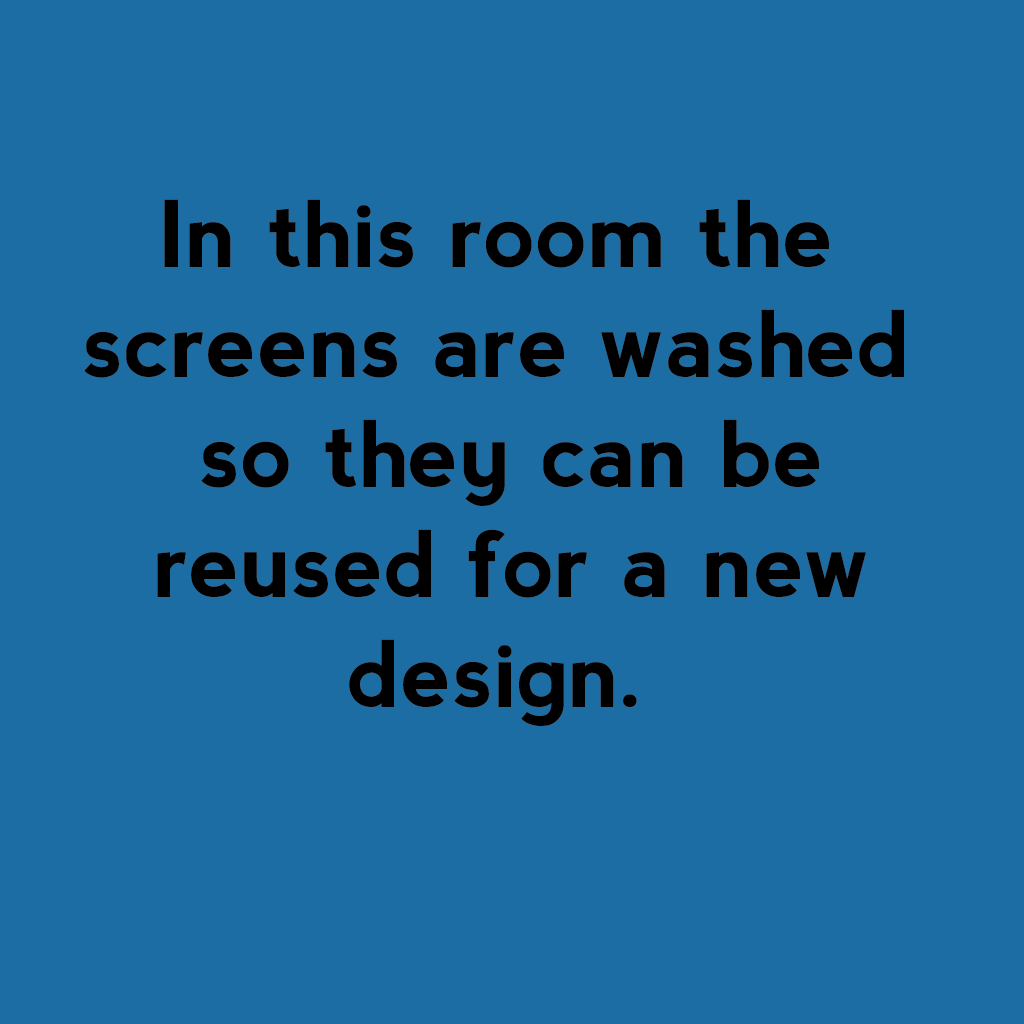 In this room the
screens are washed
so they can be
reused for a new
design.